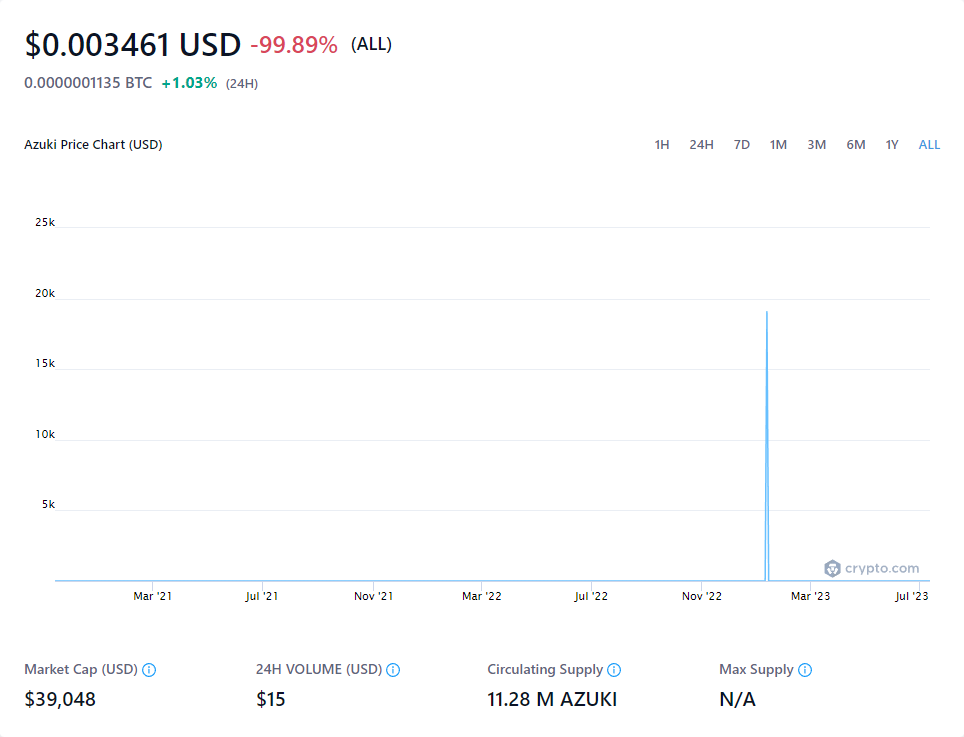 $0.003461 USD -99.89% (ALL)
0.0000001135 BTC +1.03% (24H)
Azuki Price Chart (USD) 1H 24H 7D 1M 3M 6M 1Y ALL
25k
20k
15k
10k
5k
crypto.com
Mar '21 Jul '21 Nov '21 Mar '22 Jul '22 Nov '22 Mar '23 Jul '23
Market Cap (USD) 24H VOLUME (USD) Circulating Supply Max Supply
$39,048 $15 11.28 M AZUKI N/A